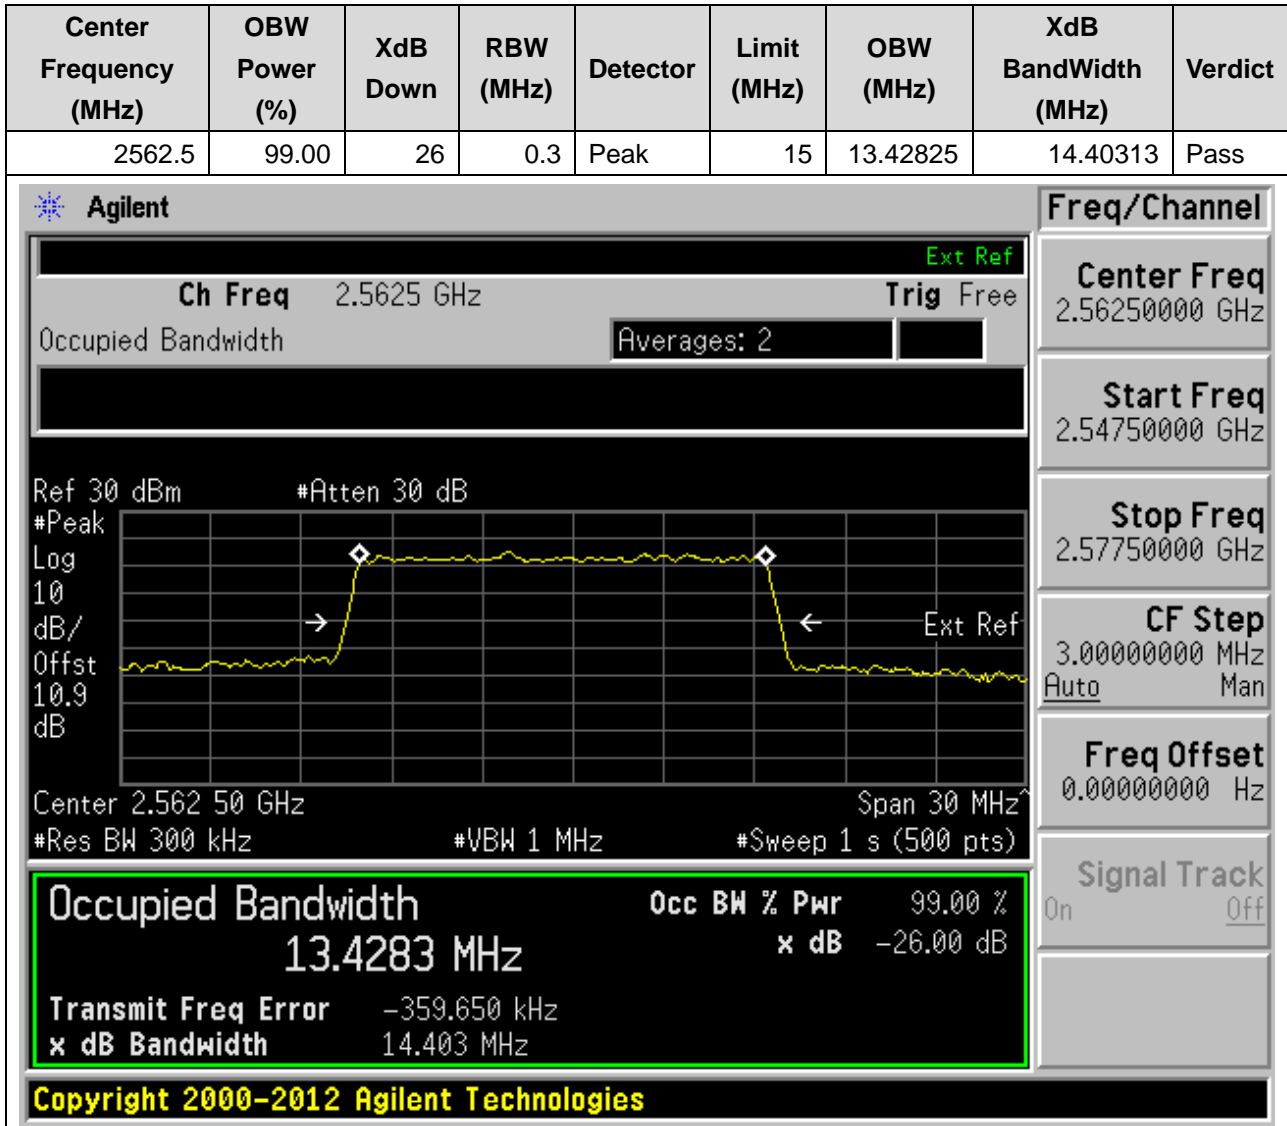 Center Frequency (MHz) OBW Power (%) XdB Down RBW (MHz) Detector Limit (MHz) OBW (MHz) XdB BandWidth (MHz) Verdict
2562.5 99.00 26 0.3 Peak 15 13.42825 14.40313 Pass
Agilent
Freq/Channel
Ext Ref
Ch Freq 2.5625 GHz Trig Free
Occupied Bandwidth Averages: 2
Ref 30 dBm #Atten 30 dB
#Peak
Log
10
dB/
Offst
10.9
dB
Ext Ref
Center 2.562 50 GHz Span 30 MHz^
#Res BW 300 kHz #VBW 1 MHz #Sweep 1 s (500 pts)
Occupied Bandwidth
13.4283 MHz
Occ BW % Pwr 99.00 %
x dB -26.00 dB
Transmit Freq Error -359.650 kHz
x dB Bandwidth 14.403 MHz
Center Freq
2.56250000 GHz
Start Freq
2.54750000 GHz
Stop Freq
2.57750000 GHz
CF Step
3.00000000 MHz
Auto Man
Freq Offset
0.00000000 Hz
Signal Track
On Off
Copyright 2000-2012 Agilent Technologies